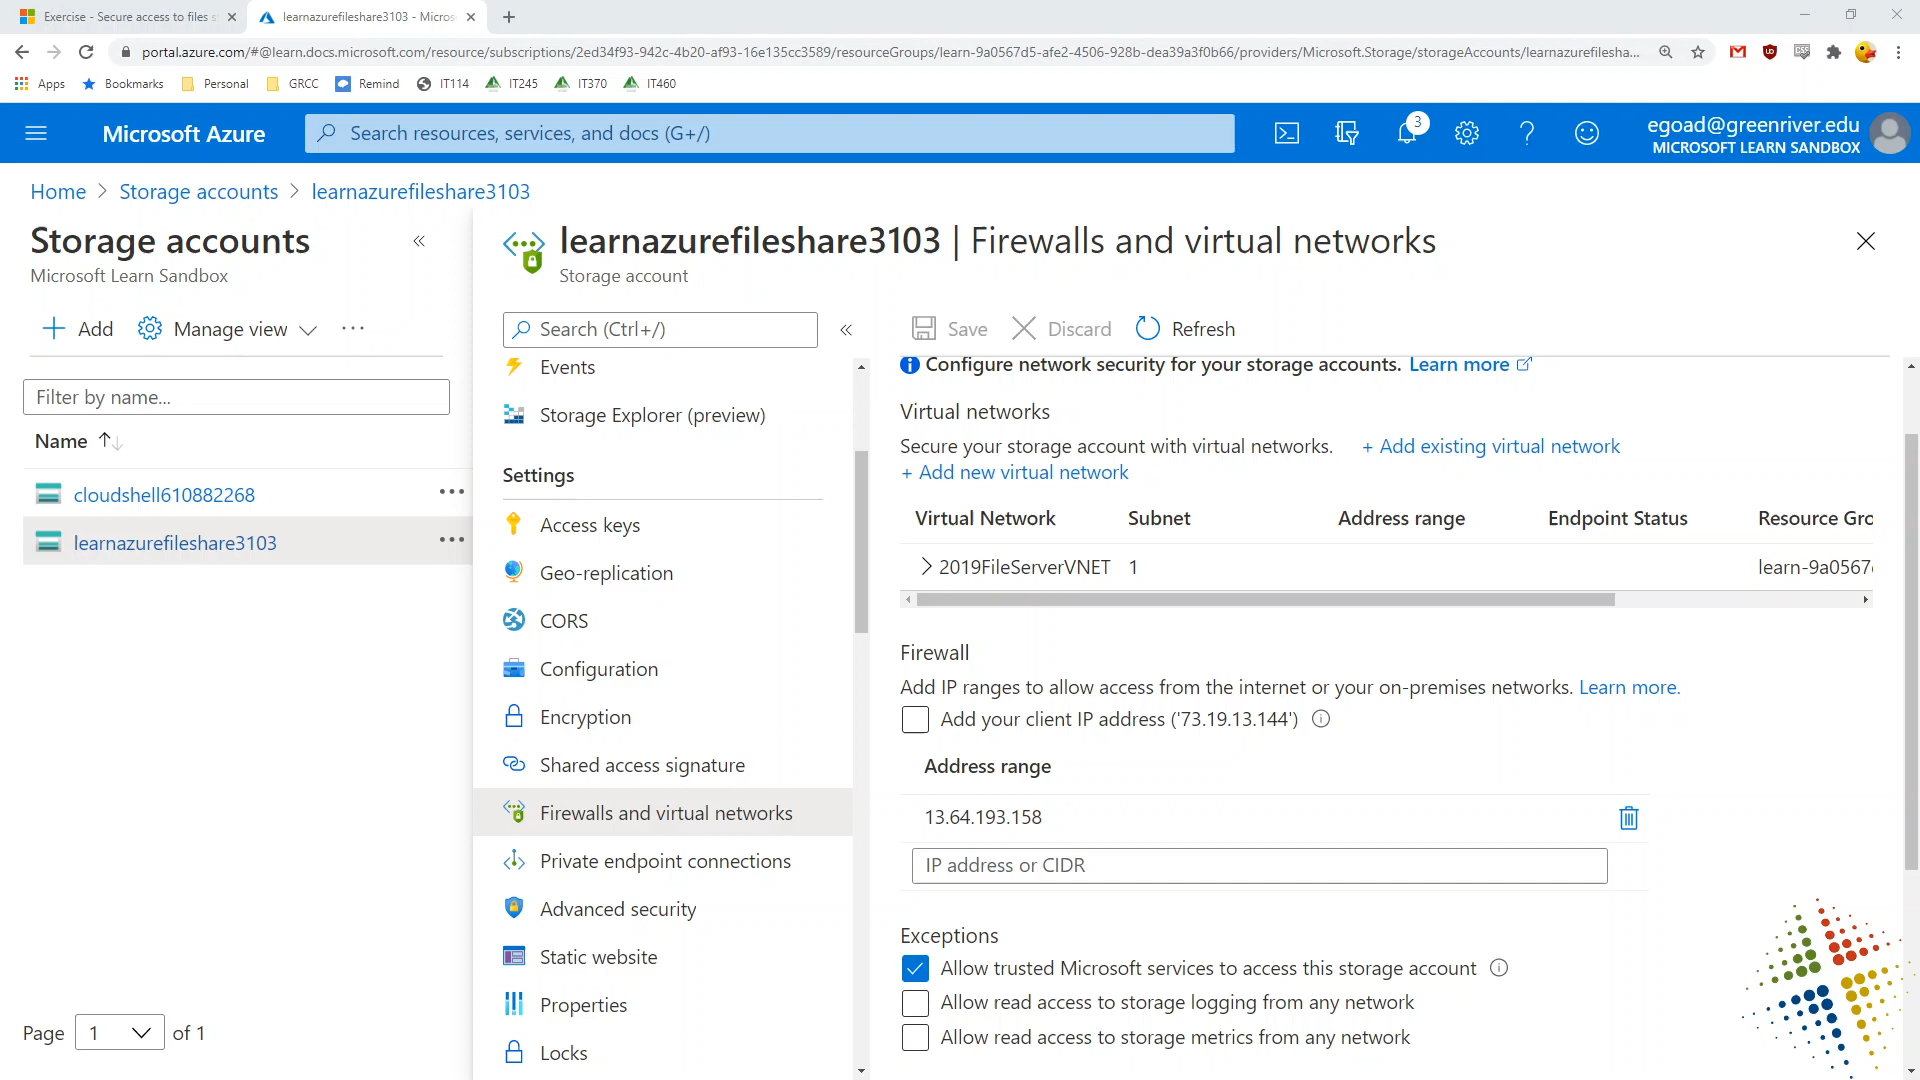 Exercise - Secure access to files s
learnazurefileshare3103 - Micros
portal.azure.com/#@learn.docs.microsoft.com/resource/subscriptions/2ed34f93-942c-4b20-af93-16e135cc3589/resourceGroups/learn-9a0567d5-afe2-4506-928b-dea39a3f0b66/providers/Microsoft.Storage/storageAccounts/learnazurefilesha...
Apps Bookmarks Personal GRCC Remind IT114 IT245 IT370 IT460
Microsoft Azure
Search resources, services, and docs (G+/)
3
egoad@greenriver.edu
MICROSOFT LEARN SANDBOX
Home > Storage accounts > learnazurefileshare3103
Storage accounts
Microsoft Learn Sandbox
Add Manage view
Filter by name...
Name
cloudshell610882268
learnazurefileshare3103
Page 1 of 1
learnazurefileshare3103 | Firewalls and virtual networks
Storage account
Search (Ctrl+/)
Events
Storage Explorer (preview)
Settings
Access keys
Geo-replication
CORS
Configuration
Encryption
Shared access signature
Firewalls and virtual networks
Private endpoint connections
Advanced security
Static website
Properties
Locks
Save Discard Refresh
Configure network security for your storage accounts. Learn more
Virtual networks
Secure your storage account with virtual networks. + Add existing virtual network
+ Add new virtual network
Virtual Network Subnet Address range Endpoint Status Resource Gro
2019FileServerVNET 1 learn-9a0567
Firewall
Add IP ranges to allow access from the internet or your on-premises networks. Learn more.
Add your client IP address ('73.19.13.144')
Address range
13.64.193.158
IP address or CIDR
Exceptions
Allow trusted Microsoft services to access this storage account
Allow read access to storage logging from any network
Allow read access to storage metrics from any network